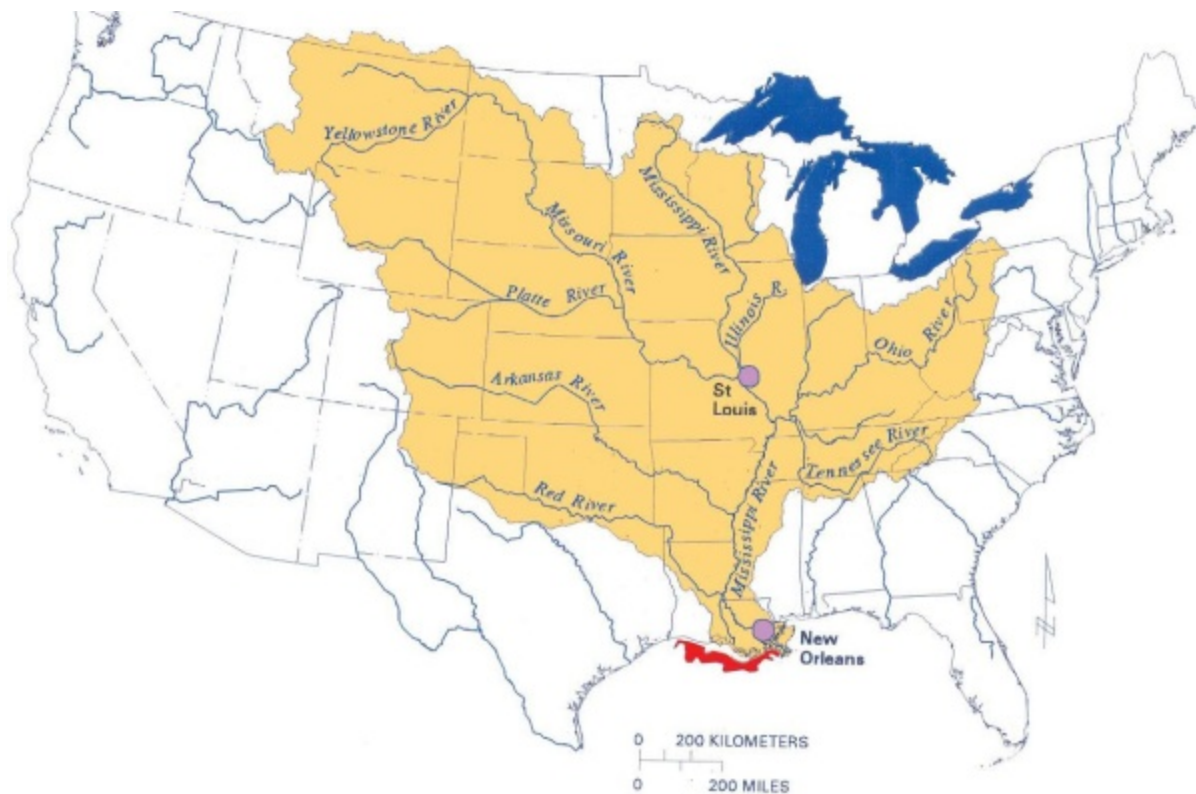 Yellowstone River
Mississippi River
Missouri River
Platte River
Illinois R.
Ohio River
St
Louis
Arkansas River
Tennessee River
Red River
Mississippi River
New
Orleans
0 200 KILOMETERS
0 200 MILES